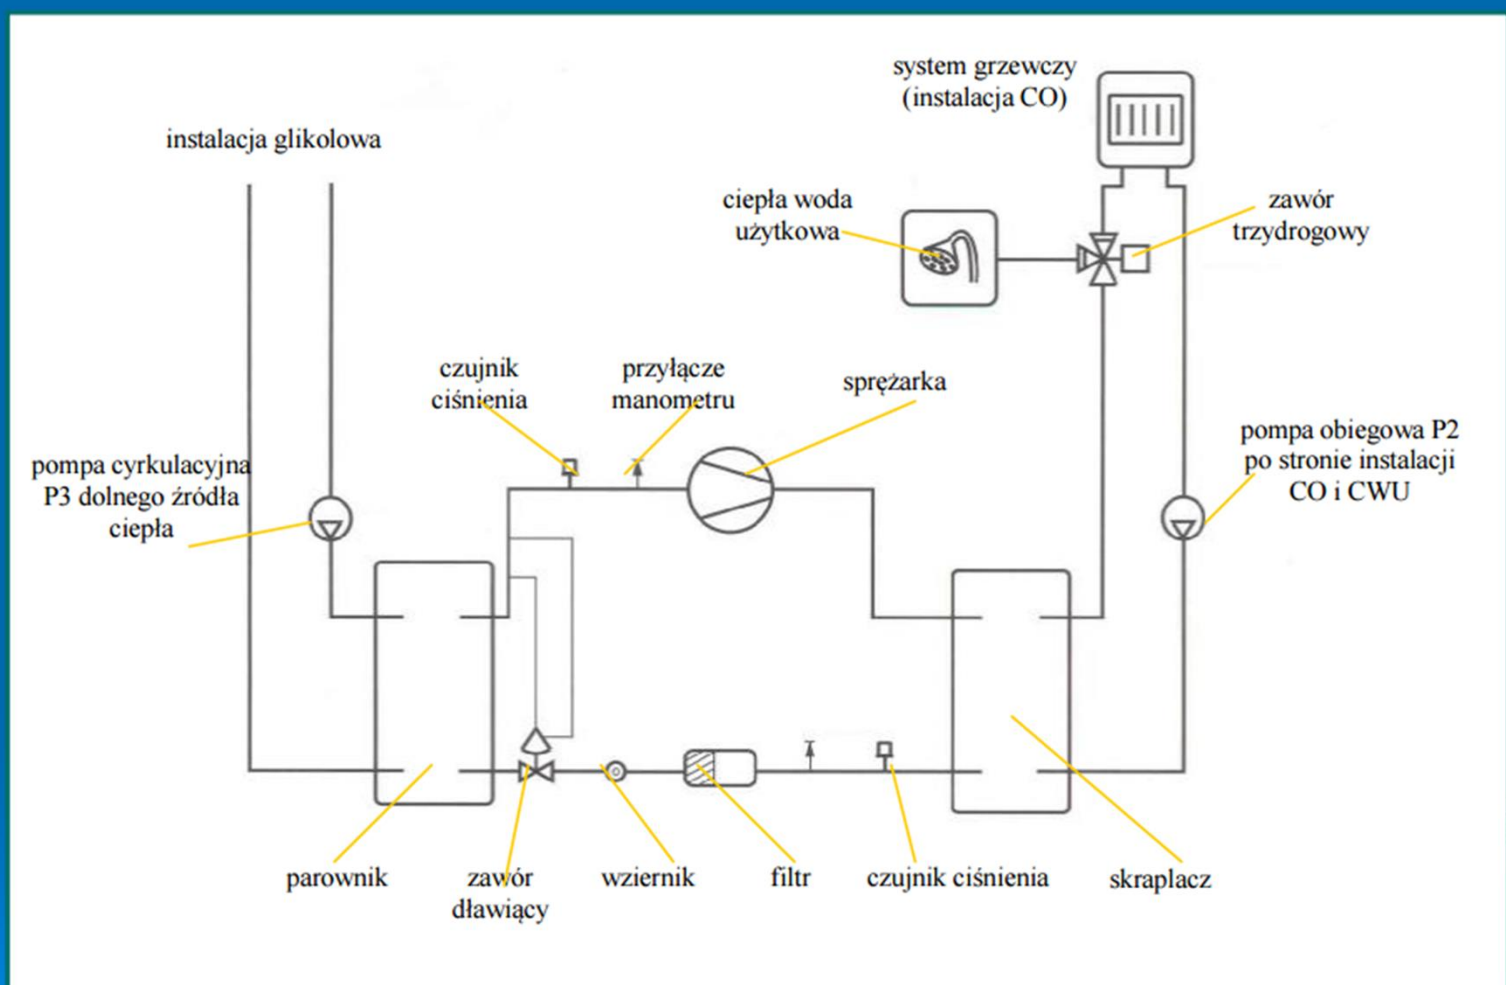 system grzewczy
(instalacja CO)
instalacja glikolowa
ciepła woda
użytkowa
zawór
trzydrogowy
czujnik
ciśnienia
przyłącze
manometru
sprężarka
pompa obiegowa P2
po stronie instalacji
CO i CWU
pompa cyrkulacyjna
P3 dolnego źródła
ciepła
parownik
zawór
dławiący
wziernik
filtr
czujnik ciśnienia
skraplacz